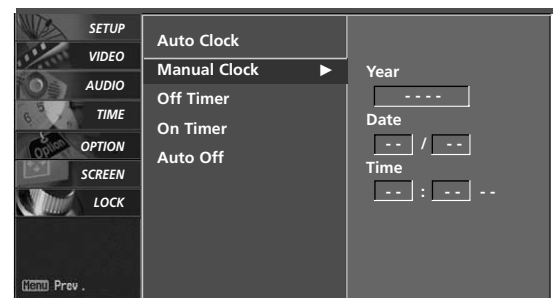 SETUP
VIDEO
AUDIO
TIME
OPTION
SCREEN
LOCK
Menu Prev .
Auto Clock
Manual Clock ▶
Off Timer
On Timer
Auto Off
Year
- - - -
Date
- - / - -
Time
- - : - - - -